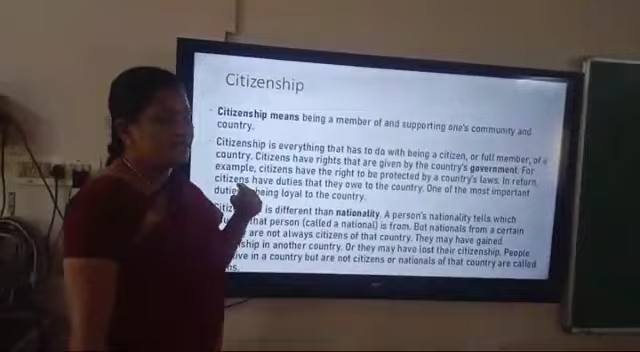 Citizenship
Citizenship means being a member of and supporting one's community and
country.
Citizenship is everything that has to do with being a citizen, or full member, of a
country. Citizens have rights that are given by the country's government. For
example, citizens have the right to be protected by a country's laws. In return,
citizens have duties that they owe to the country. One of the most important
being loyal to the country.
is different than nationality. A person's nationality tells which
that person (called a national) is from. But nationals from a certain
are not always citizens of that country. They may have gained
in another country. Or they may have lost their citizenship. People
in a country but are not citizens or nationals of that country are called